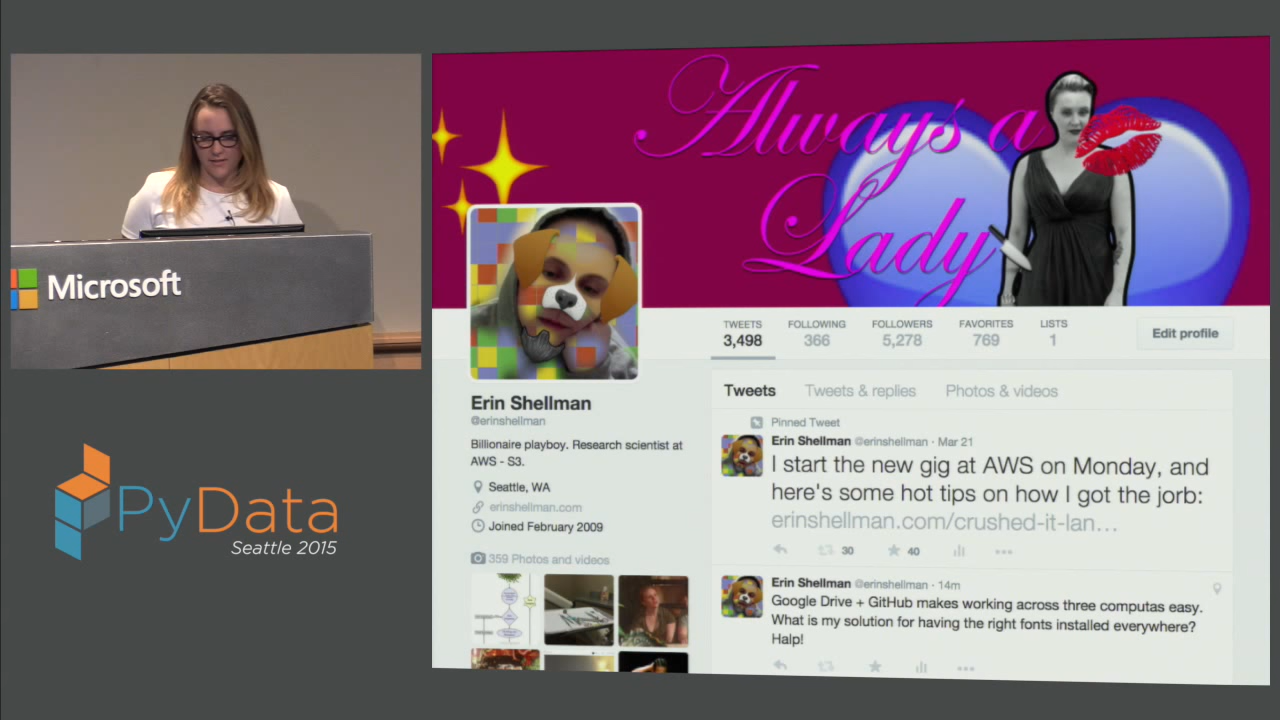 Microsoft
PyData
Seattle 2015
Always a
Lady
TWEETS
3,498
FOLLOWING
366
FOLLOWERS
5,278
FAVORITES
769
LISTS
1
Edit profile
Erin Shellman
@erinshellman
Billionaire playboy. Research scientist at
AWS - S3.
Seattle, WA
erinshellman.com
Joined February 2009
359 Photos and videos
Tweets Tweets & replies Photos & videos
Pinned Tweet
Erin Shellman @erinshellman · Mar 21
I start the new gig at AWS on Monday, and
here's some hot tips on how I got the jorb:
erinshellman.com/crushed-it-lan…
30 40
Erin Shellman @erinshellman · 14m
Google Drive + GitHub makes working across three computas easy.
What is my solution for having the right fonts installed everywhere?
Halp!